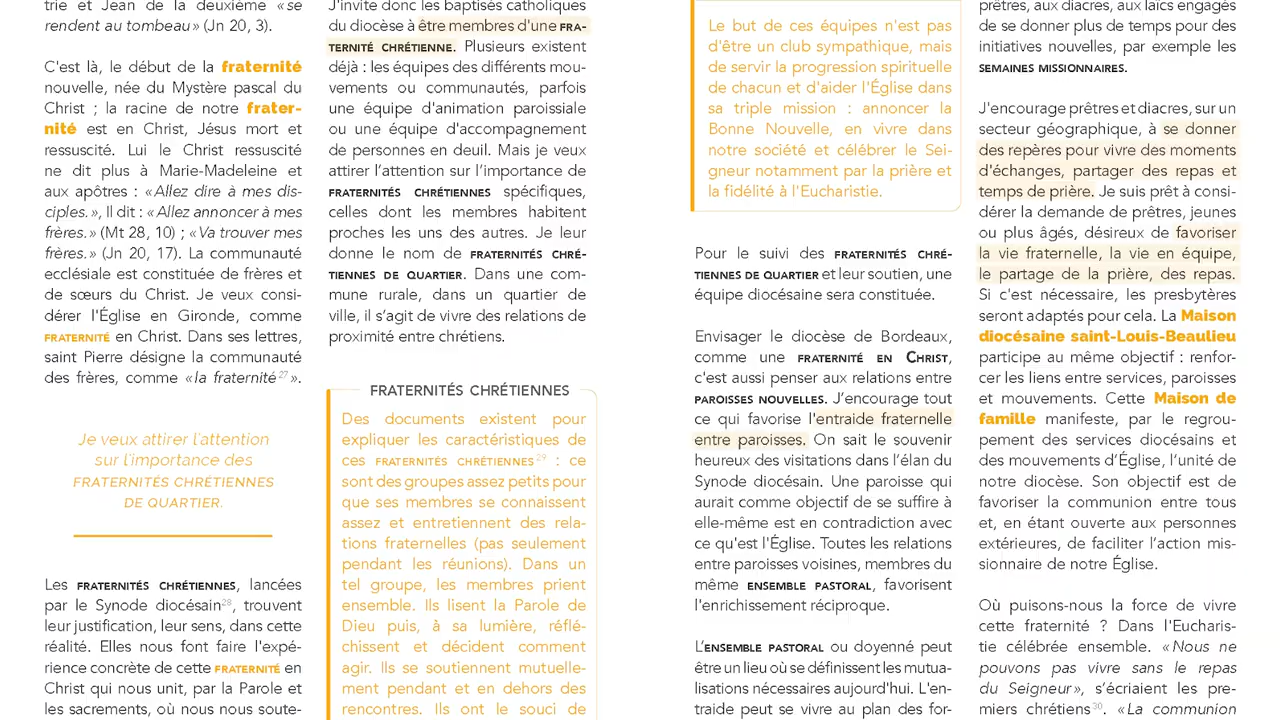 trie et Jean de la deuxième «se
rendent au tombeau» (Jn 20, 3).
C'est là, le début de la fraternité
nouvelle, née du Mystère pascal du
Christ ; la racine de notre frater-
nité est en Christ, Jésus mort et
ressuscité. Lui le Christ ressuscité
ne dit plus à Marie-Madeleine et
aux apôtres : «Allez dire à mes dis-
ciples.», Il dit : «Allez annoncer à mes
frères.» (Mt 28, 10) ; «Va trouver mes
frères.» (Jn 20, 17). La communauté
ecclésiale est constituée de frères et
de sœurs du Christ. Je veux consi-
dérer l'Église en Gironde, comme
FRATERNITÉ en Christ. Dans ses lettres,
saint Pierre désigne la communauté
des frères, comme «la fraternité27».
Je veux attirer l'attention
sur l'importance des
FRATERNITÉS CHRÉTIENNES
DE QUARTIER.
Les FRATERNITÉS CHRÉTIENNES, lancées
par le Synode diocésain28, trouvent
leur justification, leur sens, dans cette
réalité. Elles nous font faire l'expé-
rience concrète de cette FRATERNITÉ en
Christ qui nous unit, par la Parole et
les sacrements, où nous nous soute-
J'invite donc les baptisés catholiques
du diocèse à être membres d'une FRA-
TERNITÉ CHRÉTIENNE. Plusieurs existent
déjà : les équipes des différents mou-
vements ou communautés, parfois
une équipe d'animation paroissiale
ou une équipe d'accompagnement
de personnes en deuil. Mais je veux
attirer l'attention sur l'importance de
FRATERNITÉS CHRÉTIENNES spécifiques,
celles dont les membres habitent
proches les uns des autres. Je leur
donne le nom de FRATERNITÉS CHRÉ-
TIENNES DE QUARTIER. Dans une com-
mune rurale, dans un quartier de
ville, il s'agit de vivre des relations de
proximité entre chrétiens.
FRATERNITÉS CHRÉTIENNES
Des documents existent pour
expliquer les caractéristiques de
ces FRATERNITÉS CHRÉTIENNES29 : ce
sont des groupes assez petits pour
que ses membres se connaissent
assez et entretiennent des rela-
tions fraternelles (pas seulement
pendant les réunions). Dans un
tel groupe, les membres prient
ensemble. Ils lisent la Parole de
Dieu puis, à sa lumière, réflé-
chissent et décident comment
agir. Ils se soutiennent mutuelle-
ment pendant et en dehors des
rencontres. Ils ont le souci de
Le but de ces équipes n'est pas
d'être un club sympathique, mais
de servir la progression spirituelle
de chacun et d'aider l'Église dans
sa triple mission : annoncer la
Bonne Nouvelle, en vivre dans
notre société et célébrer le Sei-
gneur notamment par la prière et
la fidélité à l'Eucharistie.
Pour le suivi des FRATERNITÉS CHRÉ-
TIENNES DE QUARTIER et leur soutien, une
équipe diocésaine sera constituée.
Envisager le diocèse de Bordeaux,
comme une FRATERNITÉ EN CHRIST,
c'est aussi penser aux relations entre
PAROISSES NOUVELLES. J'encourage tout
ce qui favorise l'entraide fraternelle
entre paroisses. On sait le souvenir
heureux des visitations dans l'élan du
Synode diocésain. Une paroisse qui
aurait comme objectif de se suffire à
elle-même est en contradiction avec
ce qu'est l'Église. Toutes les relations
entre paroisses voisines, membres du
même ENSEMBLE PASTORAL, favorisent
l'enrichissement réciproque.
L'ENSEMBLE PASTORAL ou doyenné peut
être un lieu où se définissent les mutua-
lisations nécessaires aujourd'hui. L'en-
traide peut se vivre au plan des for-
prêtres, aux diacres, aux laïcs engagés
de se donner plus de temps pour des
initiatives nouvelles, par exemple les
SEMAINES MISSIONNAIRES.
J'encourage prêtres et diacres, sur un
secteur géographique, à se donner
des repères pour vivre des moments
d'échanges, partager des repas et
temps de prière. Je suis prêt à consi-
dérer la demande de prêtres, jeunes
ou plus âgés, désireux de favoriser
la vie fraternelle, la vie en équipe,
le partage de la prière, des repas.
Si c'est nécessaire, les presbytères
seront adaptés pour cela. La Maison
diocésaine saint-Louis-Beaulieu
participe au même objectif : renfor-
cer les liens entre services, paroisses
et mouvements. Cette Maison de
famille manifeste, par le regrou-
pement des services diocésains et
des mouvements d'Église, l'unité de
notre diocèse. Son objectif est de
favoriser la communion entre tous
et, en étant ouverte aux personnes
extérieures, de faciliter l'action mis-
sionnaire de notre Église.
Où puisons-nous la force de vivre
cette fraternité ? Dans l'Eucharis-
tie célébrée ensemble. «Nous ne
pouvons pas vivre sans le repas
du Seigneur», s'écriaient les pre-
miers chrétiens30. «La communion